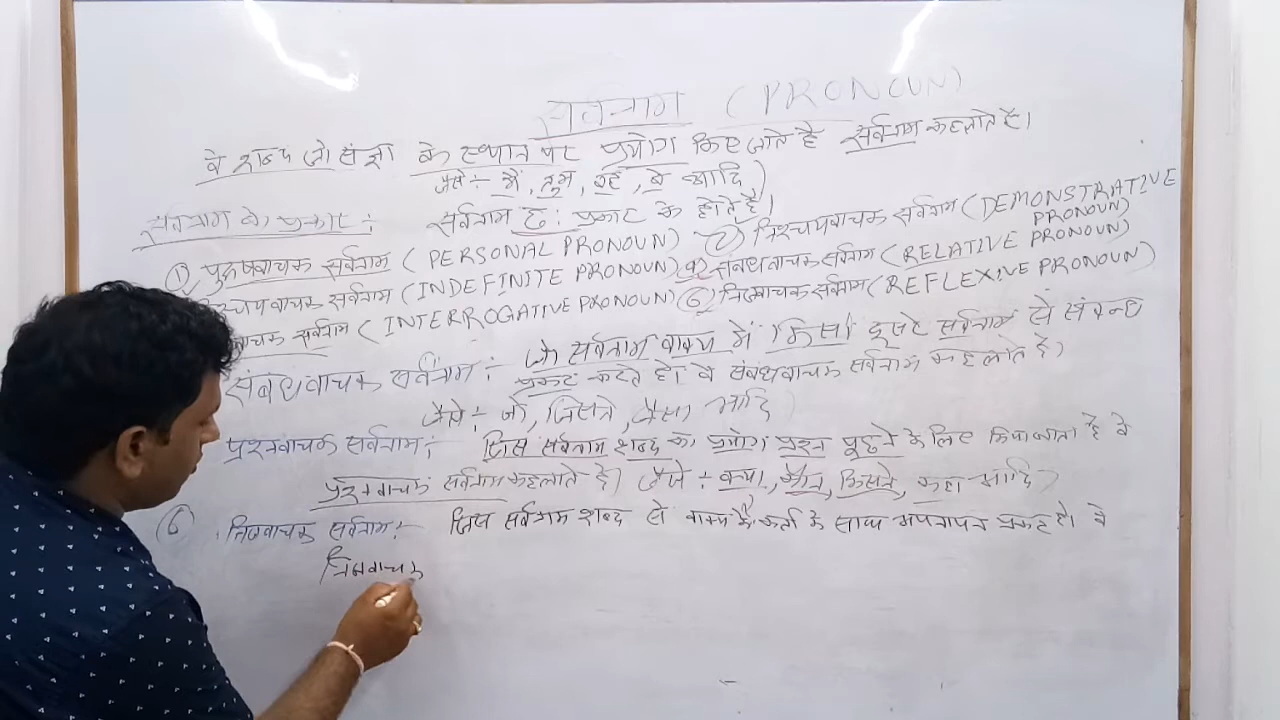 सर्वनाम (PRONOUN)
वे शब्द जो संज्ञा के स्थान पर प्रयोग किए जाते है सर्वनाम कहलाते है।
जैसे ÷ मैं, तुम, वह, वे आदि)
सर्वनाम के प्रकार : सर्वनाम छ: प्रकार के होते है।
① पुरुषवाचक सर्वनाम (PERSONAL PRONOUN) ② निश्चयवाचक सर्वनाम (DEMONSTRATIVE PRONOUN)
श्चयवाचक सर्वनाम (INDEFINITE PRONOUN) संबंधवाचक सर्वनाम (RELATIVE PRONOUN)
वाचक सर्वनाम (INTERROGATIVE PRONOUN) ⑥ निजवाचक सर्वनाम (REFLEXIVE PRONOUN)
संबंधवाचक सर्वनाम ÷ जो सर्वनाम वाक्य में किसी दूसरे सर्वनाम से संबन्ध
प्रकट करते है। वे संबंधवाचक सर्वनाम कहलाते है)
जैसे ÷ जो, जिसने, जैसा आदि)
प्रश्नवाचक सर्वनाम ÷ जिस सर्वनाम शब्द का प्रयोग प्रश्न पूछने के लिए किया जाता है वे
प्रश्नवाचक सर्वनाम कहलाते है) जैसे ÷ क्या, कौन, किसने, कहा आदि)
⑥ निजवाचक सर्वनाम ÷ जिस सर्वनाम शब्द से वाक्य के कर्ता के साथ अपनापन प्रकट हो। वे
निजवाचक